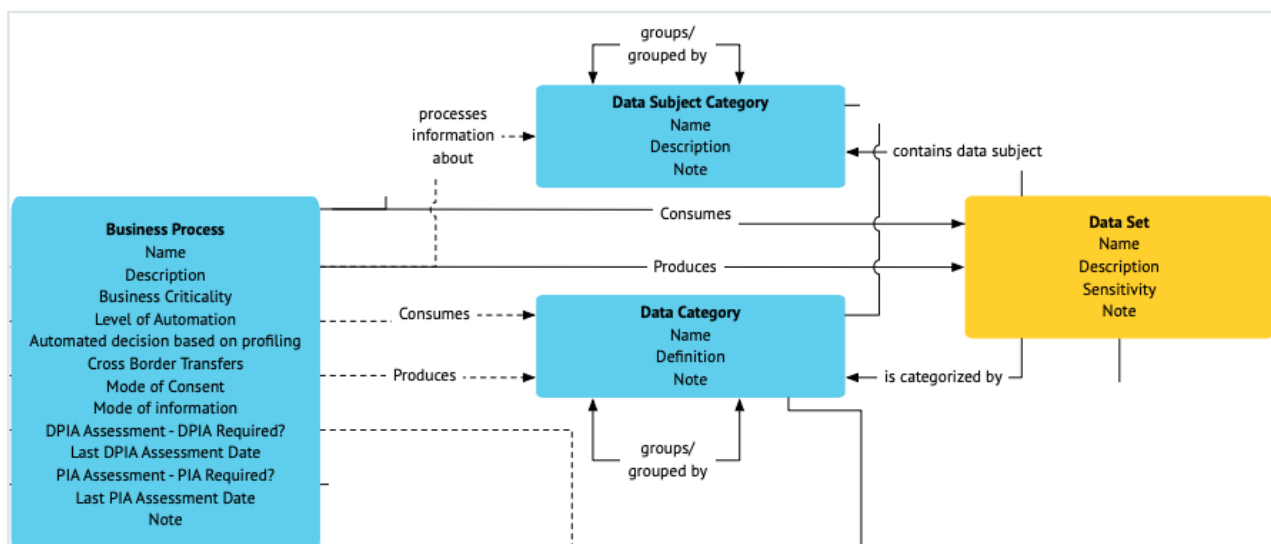 groups/
grouped by
Data Subject Category
Name
Description
Note
processes
information
about
contains data subject
Business Process
Name
Description
Business Criticality
Level of Automation
Automated decision based on profiling
Cross Border Transfers
Mode of Consent
Mode of information
DPIA Assessment - DPIA Required?
Last DPIA Assessment Date
PIA Assessment - PIA Required?
Last PIA Assessment Date
Note
Consumes
Produces
Data Set
Name
Description
Sensitivity
Note
Consumes
Produces
Data Category
Name
Definition
Note
is categorized by
groups/
grouped by